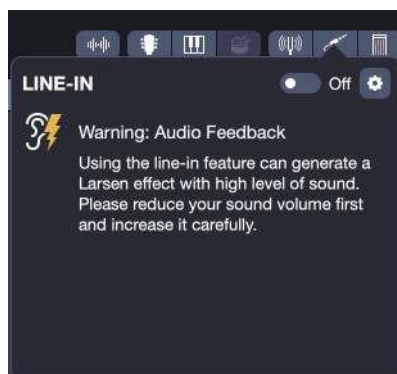 LINE-IN
Off
Warning: Audio Feedback
Using the line-in feature can generate a
Larsen effect with high level of sound.
Please reduce your sound volume first
and increase it carefully.